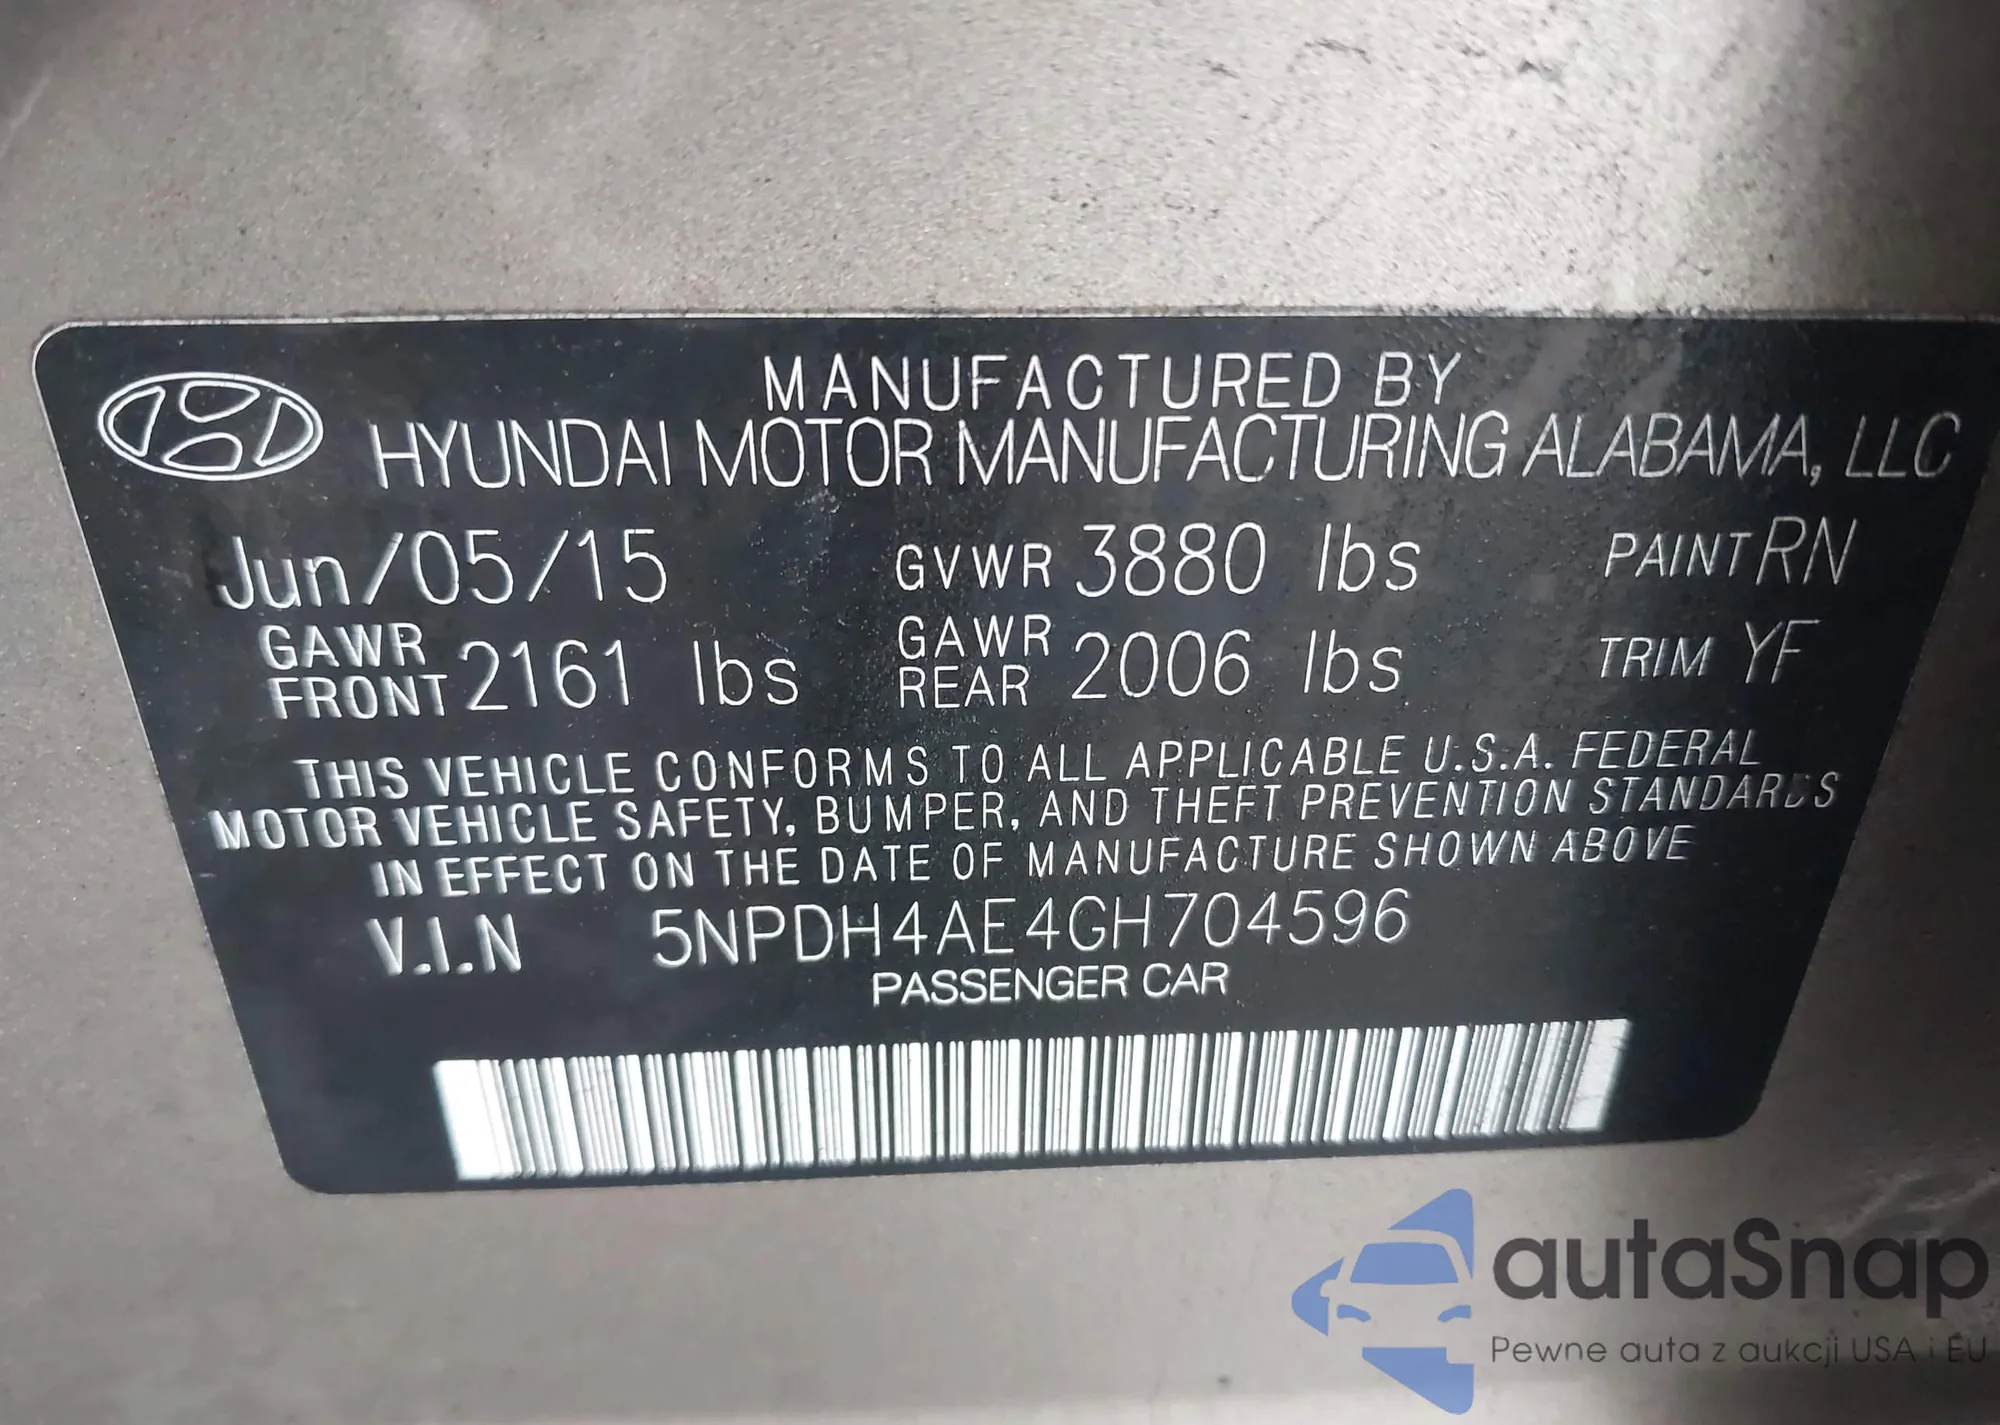 MANUFACTURED BY
HYUNDAI MOTOR MANUFACTURING ALABAMA, LLC
Jun/05/15 GVWR 3880 lbs PAINT RN
GAWR FRONT 2161 lbs GAWR REAR 2006 lbs TRIM YF
THIS VEHICLE CONFORMS TO ALL APPLICABLE U.S.A. FEDERAL
MOTOR VEHICLE SAFETY, BUMPER, AND THEFT PREVENTION STANDARDS
IN EFFECT ON THE DATE OF MANUFACTURE SHOWN ABOVE
V.I.N 5NPDH4AE4GH704596
PASSENGER CAR
autaSnap
Pewne auta z aukcji USA i EU